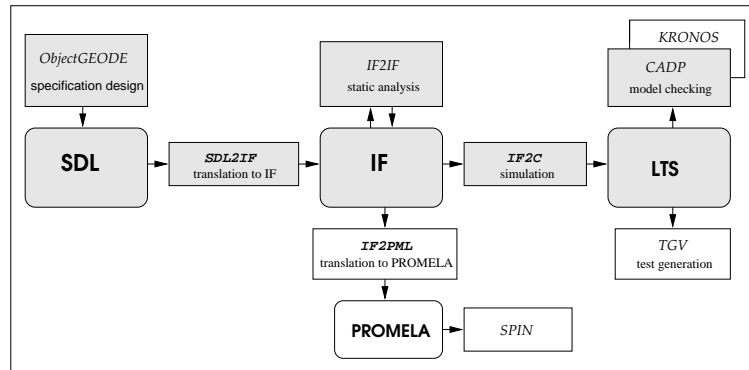 KRONOS
ObjectGEODE
specification design
IF2IF
static analysis
CADP
model checking
SDL
SDL2IF
translation to IF
IF
IF2C
simulation
LTS
IF2PML
translation to PROMELA
TGV
test generation
PROMELA
SPIN